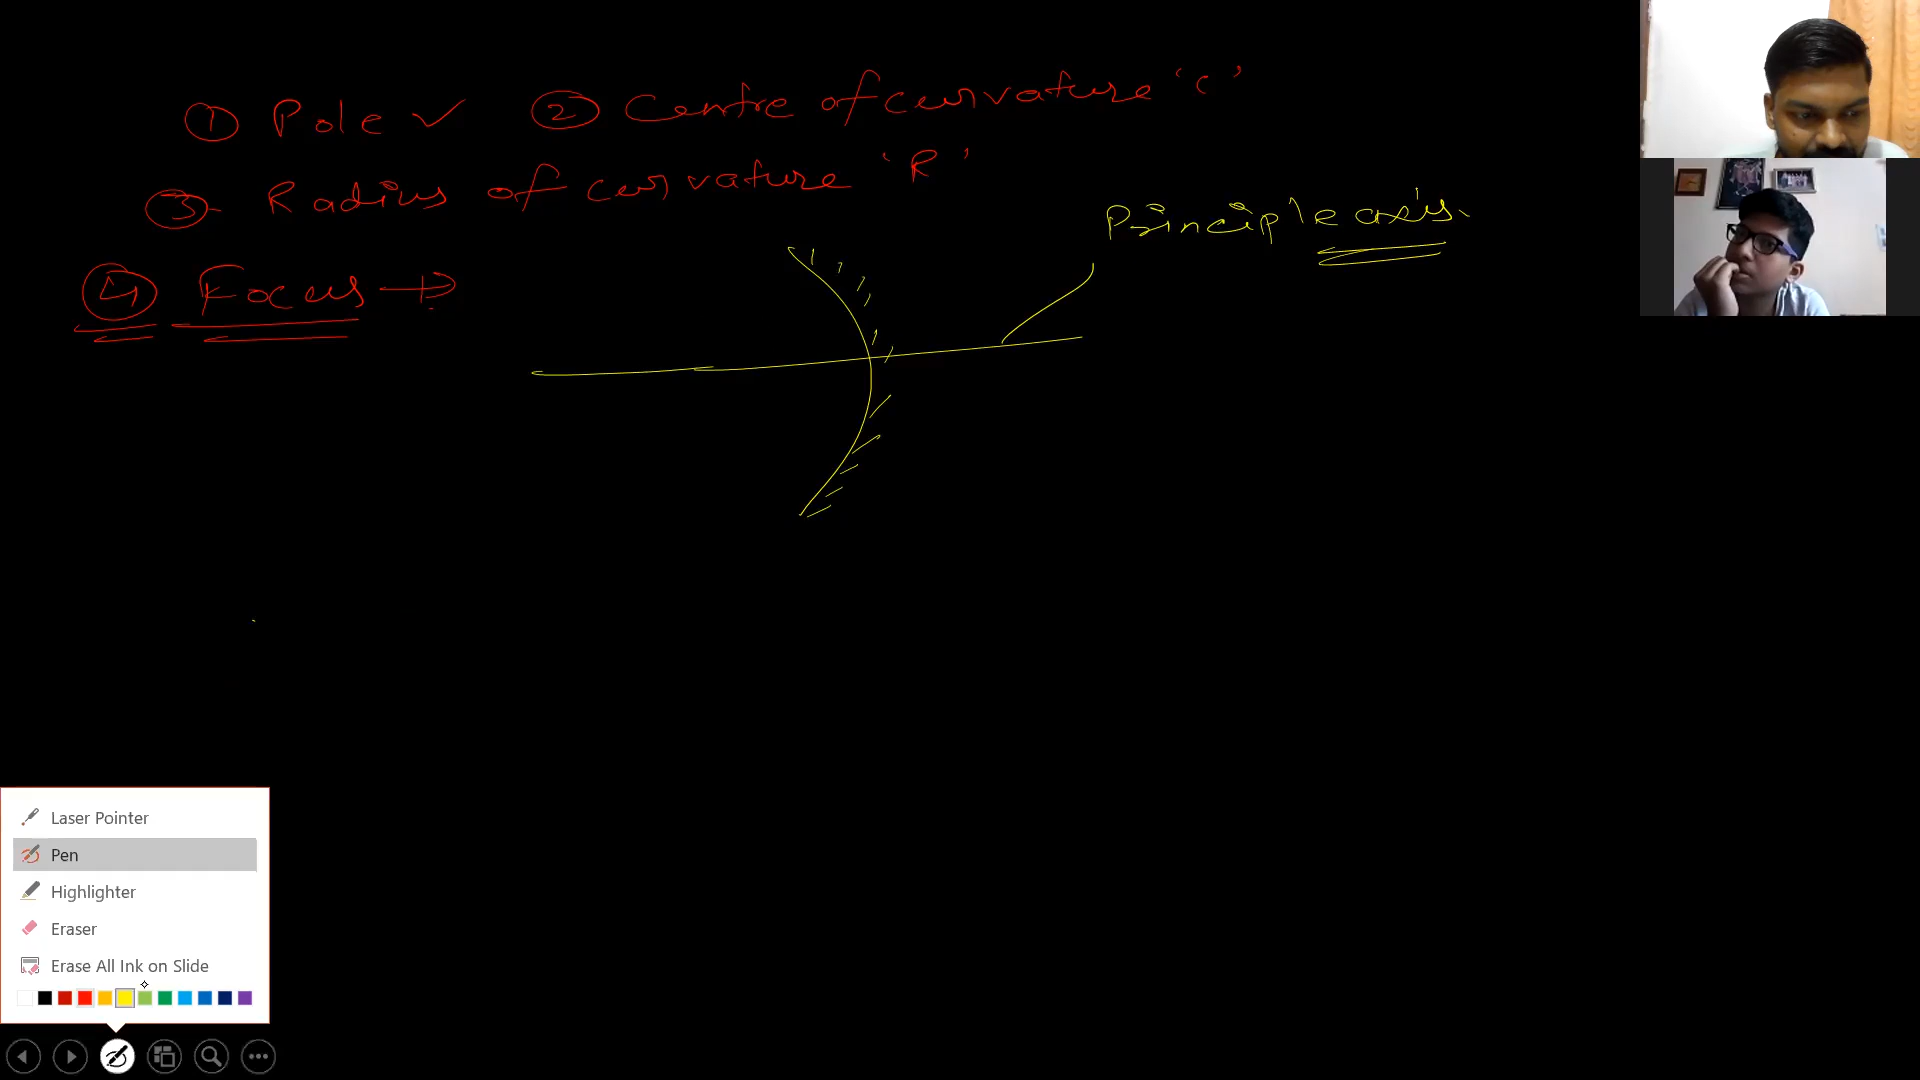 ① Pole ✓ ② Centre of curvature 'c'
③ Radius of curvature 'R'
Principle axis.
④ Focus →
Laser Pointer
Pen
Highlighter
Eraser
Erase All Ink on Slide